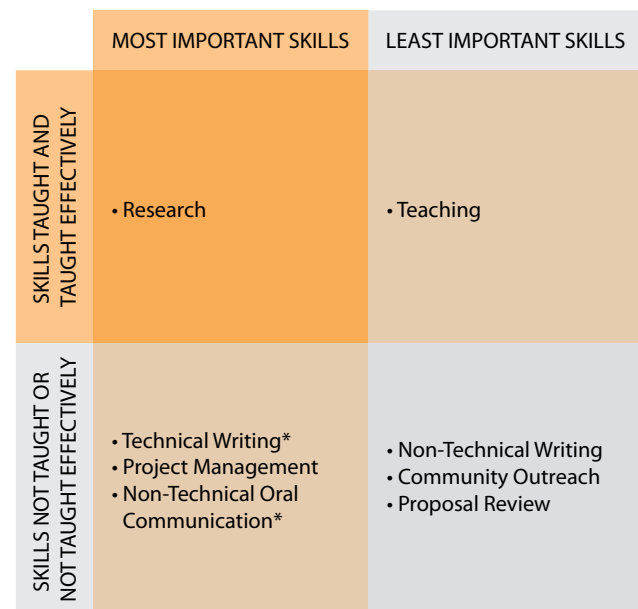 MOST IMPORTANT SKILLS
LEAST IMPORTANT SKILLS
SKILLS TAUGHT AND
TAUGHT EFFECTIVELY
• Research
• Teaching
SKILLS NOT TAUGHT OR
NOT TAUGHT EFFECTIVELY
• Technical Writing*
• Project Management
• Non-Technical Oral
Communication*
• Non-Technical Writing
• Community Outreach
• Proposal Review